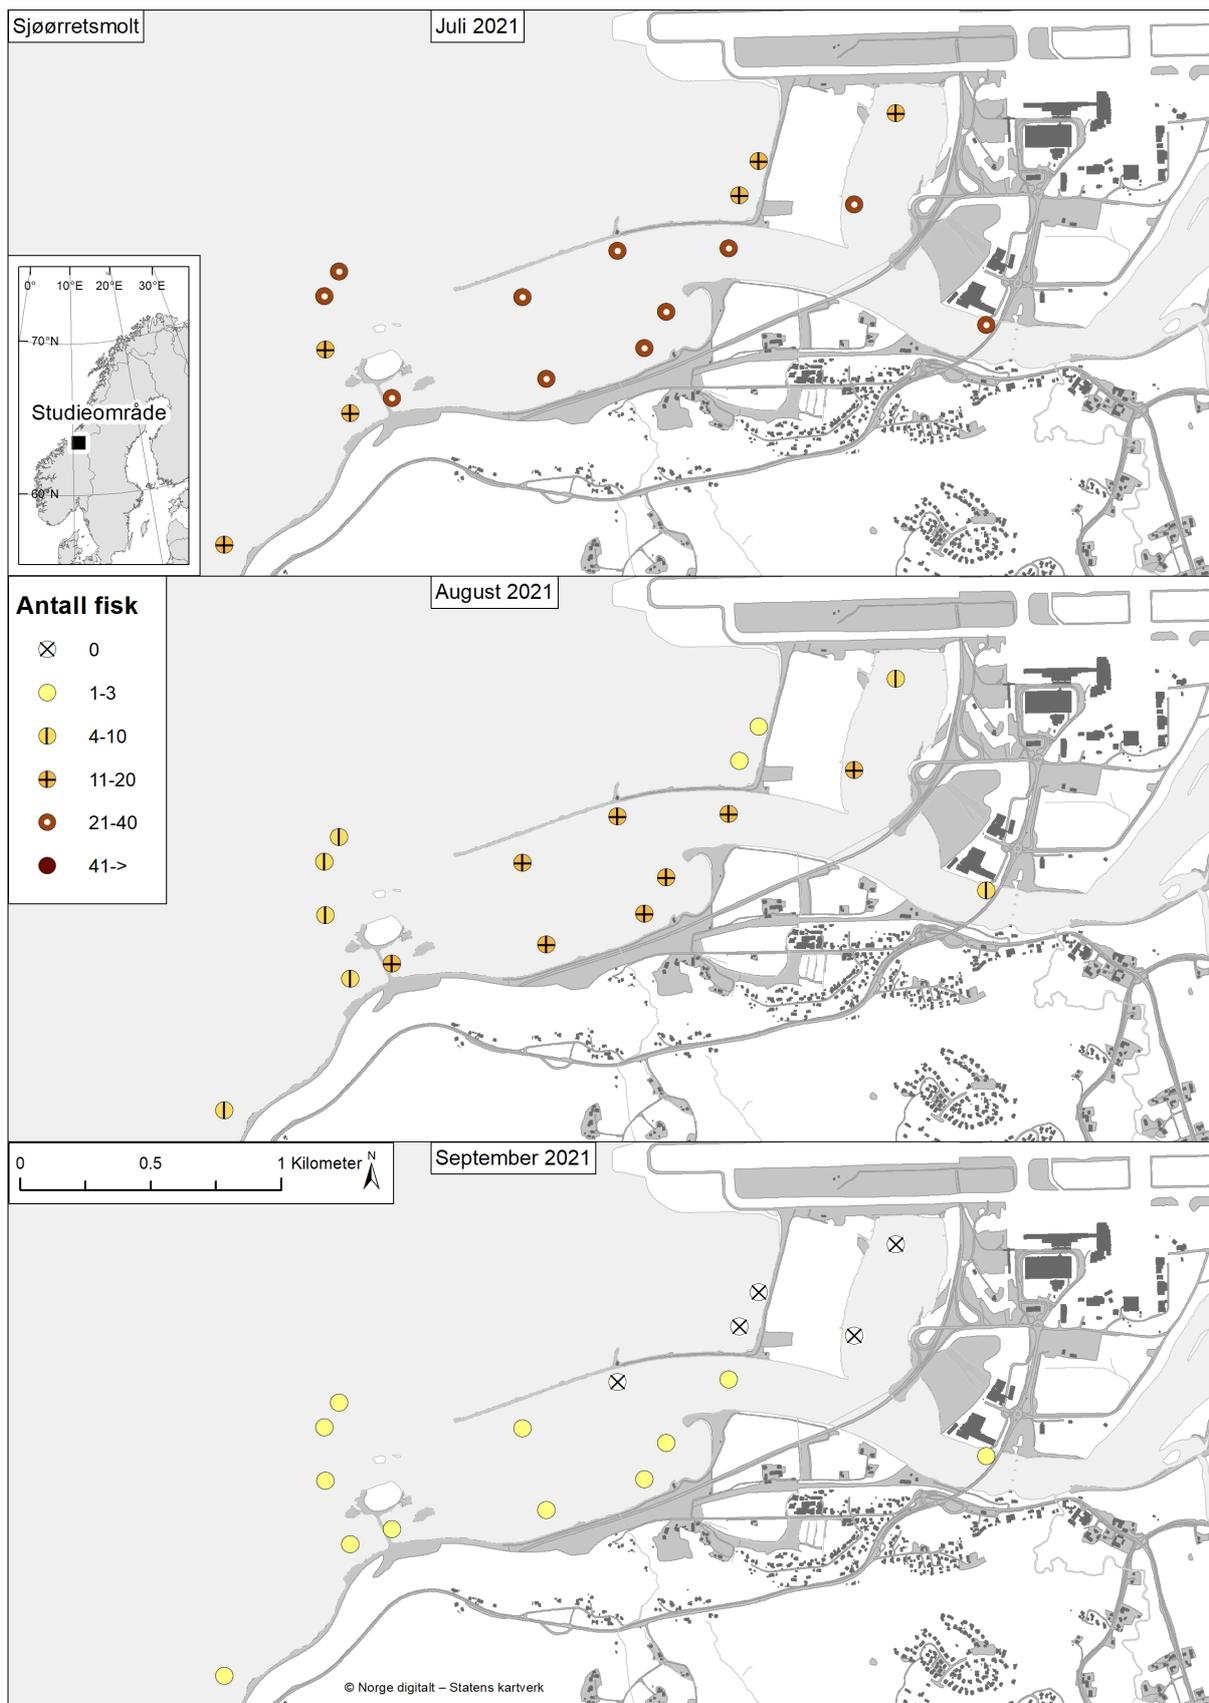 Sjøørretsmolt
Juli 2021
0° 10°E 20°E 30°E
70°N
Studieområde
60°N
August 2021
Antall fisk
0
1-3
4-10
11-20
21-40
41->
September 2021
0 0.5 1 Kilometer N
© Norge digitalt – Statens kartverk